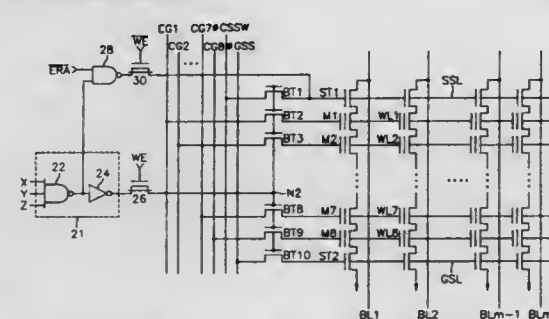 CG1 CG7 CSSW
CG2 CG8 GSS
WE
28
ERA
30
BT1 ST1 SSL
BT2 M1 WL1
BT3 M2 WL2
X
Y
Z
22
24
WE
26
21
N2
BT8 M7 WL7
BT9 M8 WL8
BT10 ST2 GSL
BL1 BL2 BLm-1 BLm